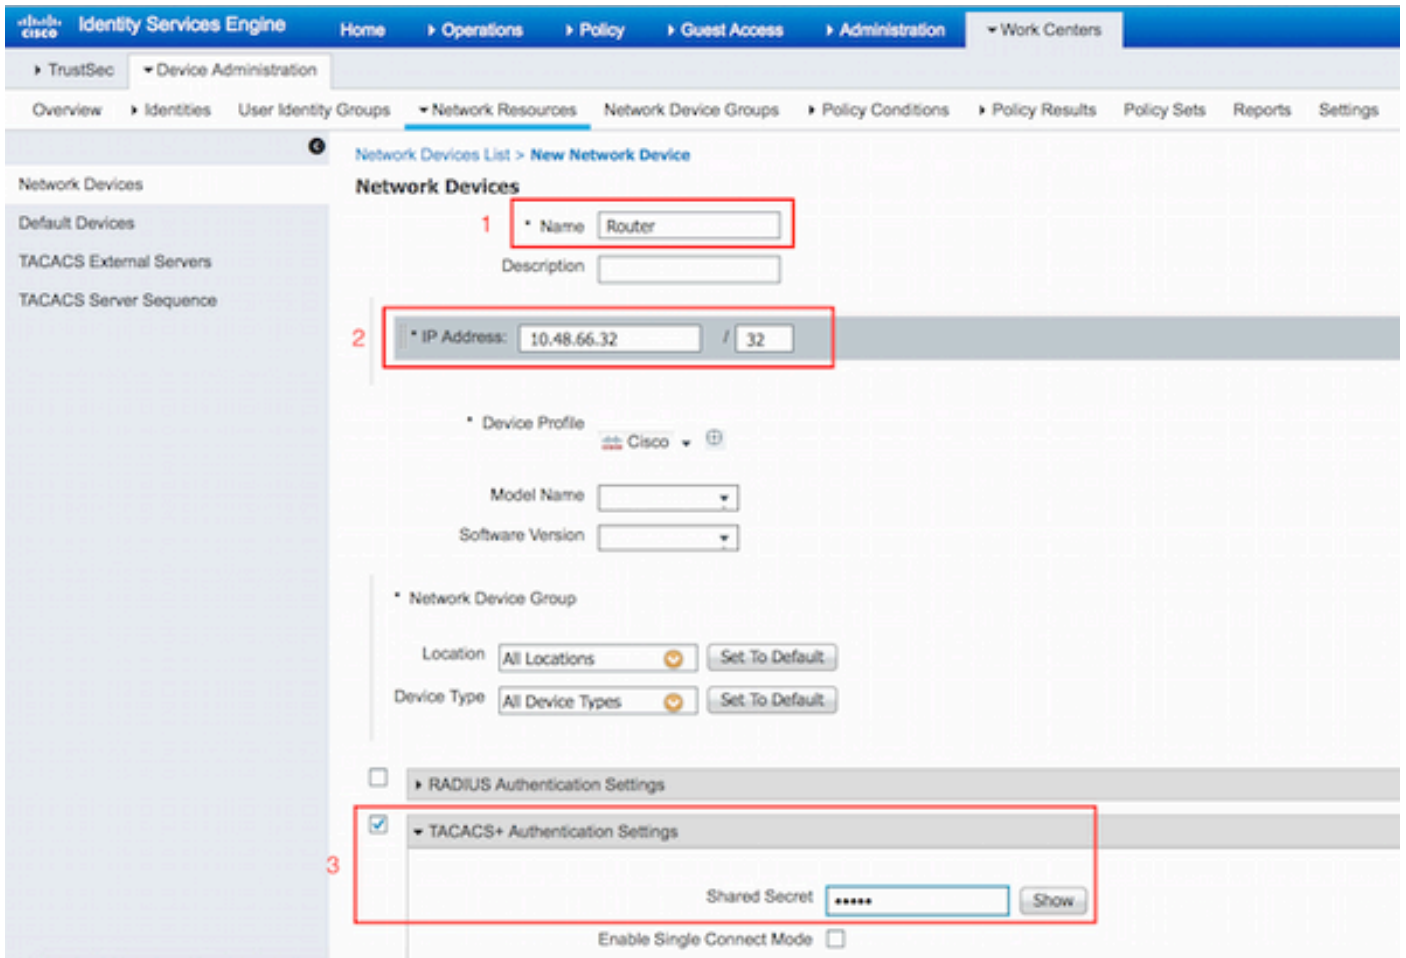 cisco Identity Services Engine Home Operations Policy Guest Access Administration Work Centers
TrustSec Device Administration
Overview Identities User Identity Groups Network Resources Network Device Groups Policy Conditions Policy Results Policy Sets Reports Settings
Network Devices
Default Devices
TACACS External Servers
TACACS Server Sequence
Network Devices List > New Network Device
Network Devices
1 * Name Router
Description
2 * IP Address: 10.48.66.32 / 32
* Device Profile
Cisco
Model Name
Software Version
* Network Device Group
Location All Locations Set To Default
Device Type All Device Types Set To Default
RADIUS Authentication Settings
TACACS+ Authentication Settings
3
Shared Secret ••••• Show
Enable Single Connect Mode